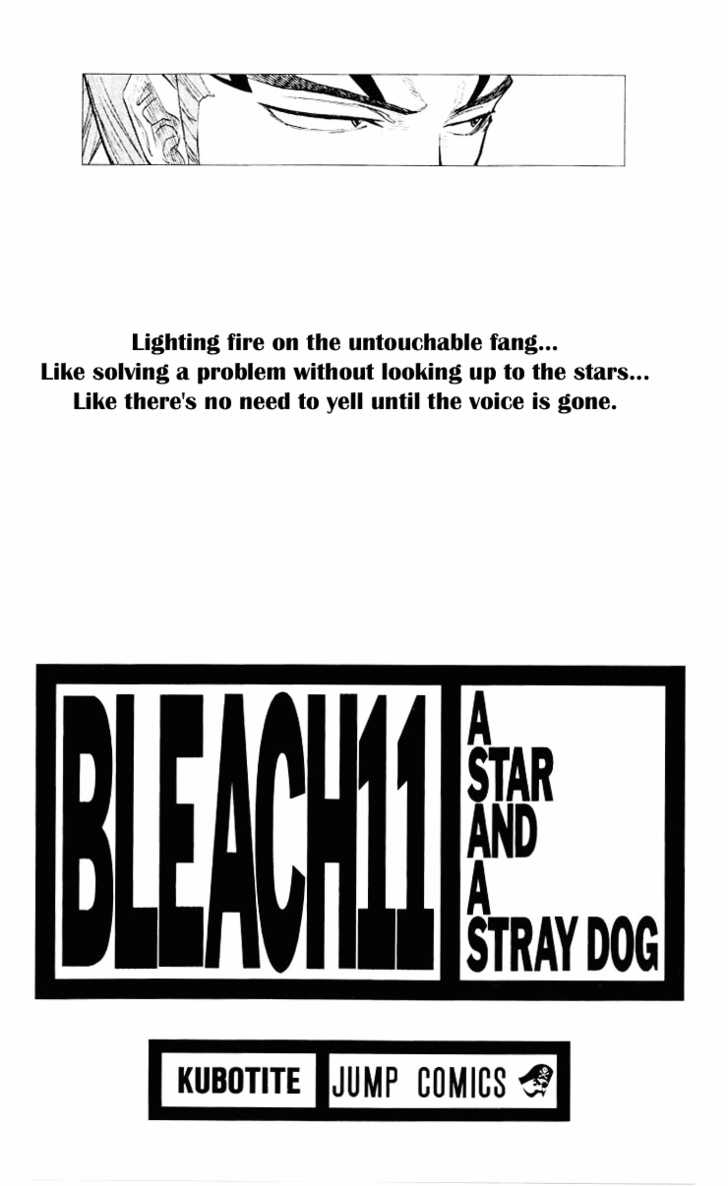 Lighting fire on the untouchable fang...
Like solving a problem without looking up to the stars...
Like there's no need to yell until the voice is gone.
BLEACH11
A
STAR
AND
A
STRAY DOG
KUBOTITE
JUMP COMICS